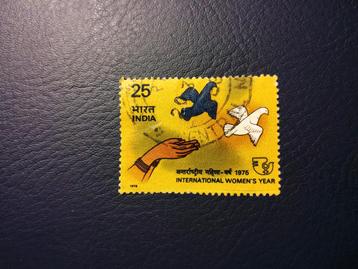 25
भारत
INDIA
अन्तर्राष्ट्रीय महिला-वर्ष 1975
INTERNATIONAL WOMEN'S YEAR
1975